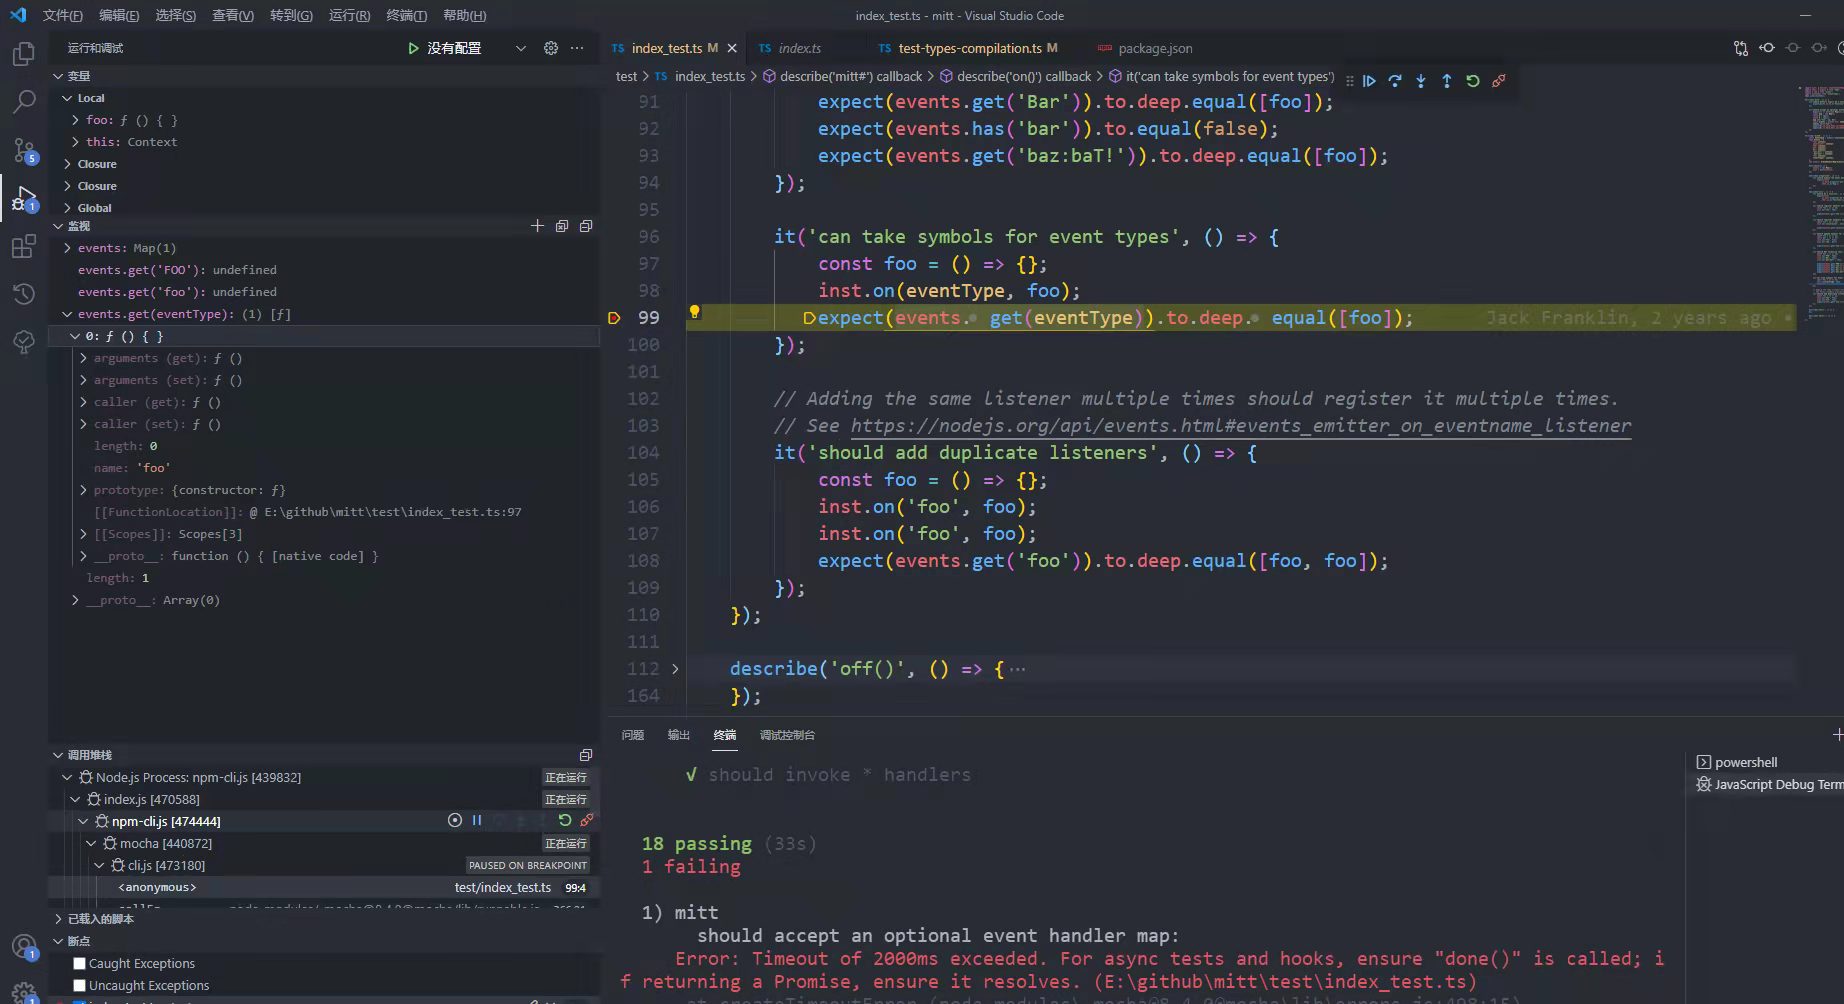 文件(F) 编辑(E) 选择(S) 查看(V) 转到(G) 运行(R) 终端(T) 帮助(H)
index_test.ts - mitt - Visual Studio Code
运行和调试
没有配置
变量
Local
foo: ƒ () { }
this: Context
Closure
Closure
Global
监视
events: Map(1)
events.get('FOO'): undefined
events.get('foo'): undefined
events.get(eventType): (1) [ƒ]
0: ƒ () { }
arguments (get): ƒ ()
arguments (set): ƒ ()
caller (get): ƒ ()
caller (set): ƒ ()
length: 0
name: 'foo'
prototype: {constructor: ƒ}
[[FunctionLocation]]: @ E:\github\mitt\test\index_test.ts:97
[[Scopes]]: Scopes[3]
__proto__: function () { [native code] }
length: 1
__proto__: Array(0)
调用堆栈
Node.js Process: npm-cli.js [439832] 正在运行
index.js [470588] 正在运行
npm-cli.js [474444]
mocha [440872] 正在运行
cli.js [473180] PAUSED ON BREAKPOINT
<anonymous> test/index_test.ts 99:4
已载入的脚本
断点
Caught Exceptions
Uncaught Exceptions
5
1
1
1
TS index_test.ts M
TS index.ts
TS test-types-compilation.ts M
package.json
test > TS index_test.ts > describe('mitt#') callback > describe('on()') callback > it('can take symbols for event types')
91 expect(events.get('Bar')).to.deep.equal([foo]);
92 expect(events.has('bar')).to.equal(false);
93 expect(events.get('baz:baT!')).to.deep.equal([foo]);
94 });
95
96 it('can take symbols for event types', () => {
97 const foo = () => {};
98 inst.on(eventType, foo);
99 expect(events. get(eventType)).to.deep. equal([foo]); Jack Franklin, 2 years ago •
100 });
101
102 // Adding the same listener multiple times should register it multiple times.
103 // See https://nodejs.org/api/events.html#events_emitter_on_eventname_listener
104 it('should add duplicate listeners', () => {
105 const foo = () => {};
106 inst.on('foo', foo);
107 inst.on('foo', foo);
108 expect(events.get('foo')).to.deep.equal([foo, foo]);
109 });
110 });
111
112 describe('off()', () => {···
164 });
问题 输出 终端 调试控制台
√ should invoke * handlers
18 passing (33s)
1 failing
1) mitt
should accept an optional event handler map:
Error: Timeout of 2000ms exceeded. For async tests and hooks, ensure "done()" is called; i
f returning a Promise, ensure it resolves. (E:\github\mitt\test\index_test.ts)
powershell
JavaScript Debug Term